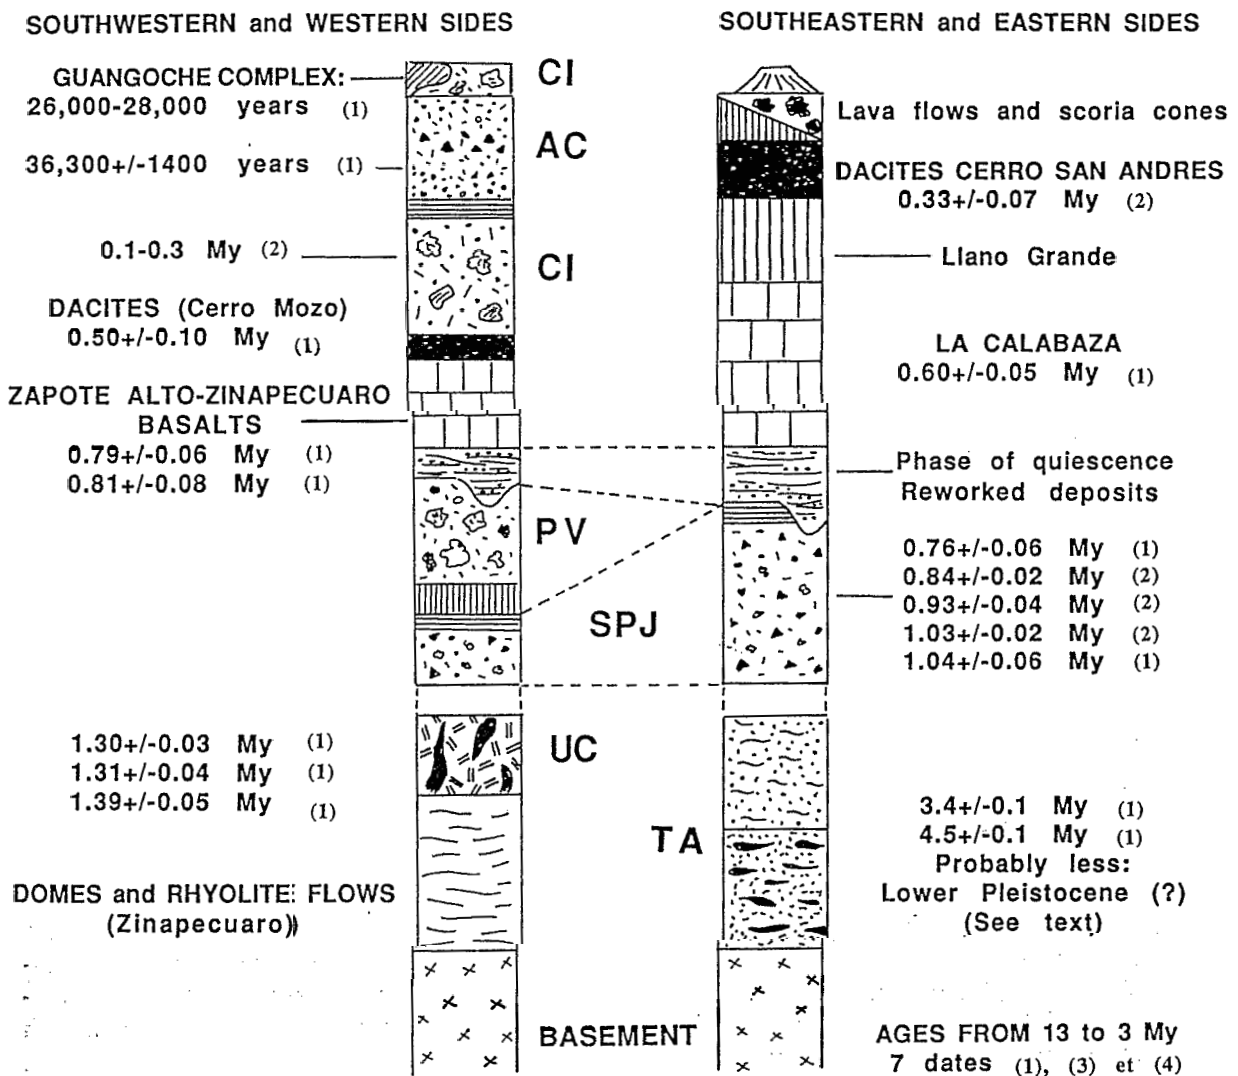 SOUTHWESTERN and WESTERN SIDES
GUANGOCHE COMPLEX:
26,000-28,000 years (1)
36,300+/-1400 years (1)
0.1-0.3 My (2)
DACITES (Cerro Mozo)
0.50+/-0.10 My (1)
ZAPOTE ALTO-ZINAPECUARO
BASALTS
0.79+/-0.06 My (1)
0.81+/-0.08 My (1)
1.30+/-0.03 My (1)
1.31+/-0.04 My (1)
1.39+/-0.05 My (1)
DOMES and RHYOLITE: FLOWS
(Zinapecuaro))
CI
AC
CI
PV
SPJ
UC
TA
BASEMENT
SOUTHEASTERN and EASTERN SIDES
Lava flows and scoria cones
DACITES CERRO SAN ANDRES
0.33+/-0.07 My (2)
Llano Grande
LA CALABAZA
0.60+/-0.05 My (1)
Phase of quiescence
Reworked deposits
0.76+/-0.06 My (1)
0.84+/-0.02 My (2)
0.93+/-0.04 My (2)
1.03+/-0.02 My (2)
1.04+/-0.06 My (1)
3.4+/-0.1 My (1)
4.5+/-0.1 My (1)
Probably less:
Lower Pleistocene (?)
(See text)
AGES FROM 13 to 3 My
7 dates (1), (3) et (4)